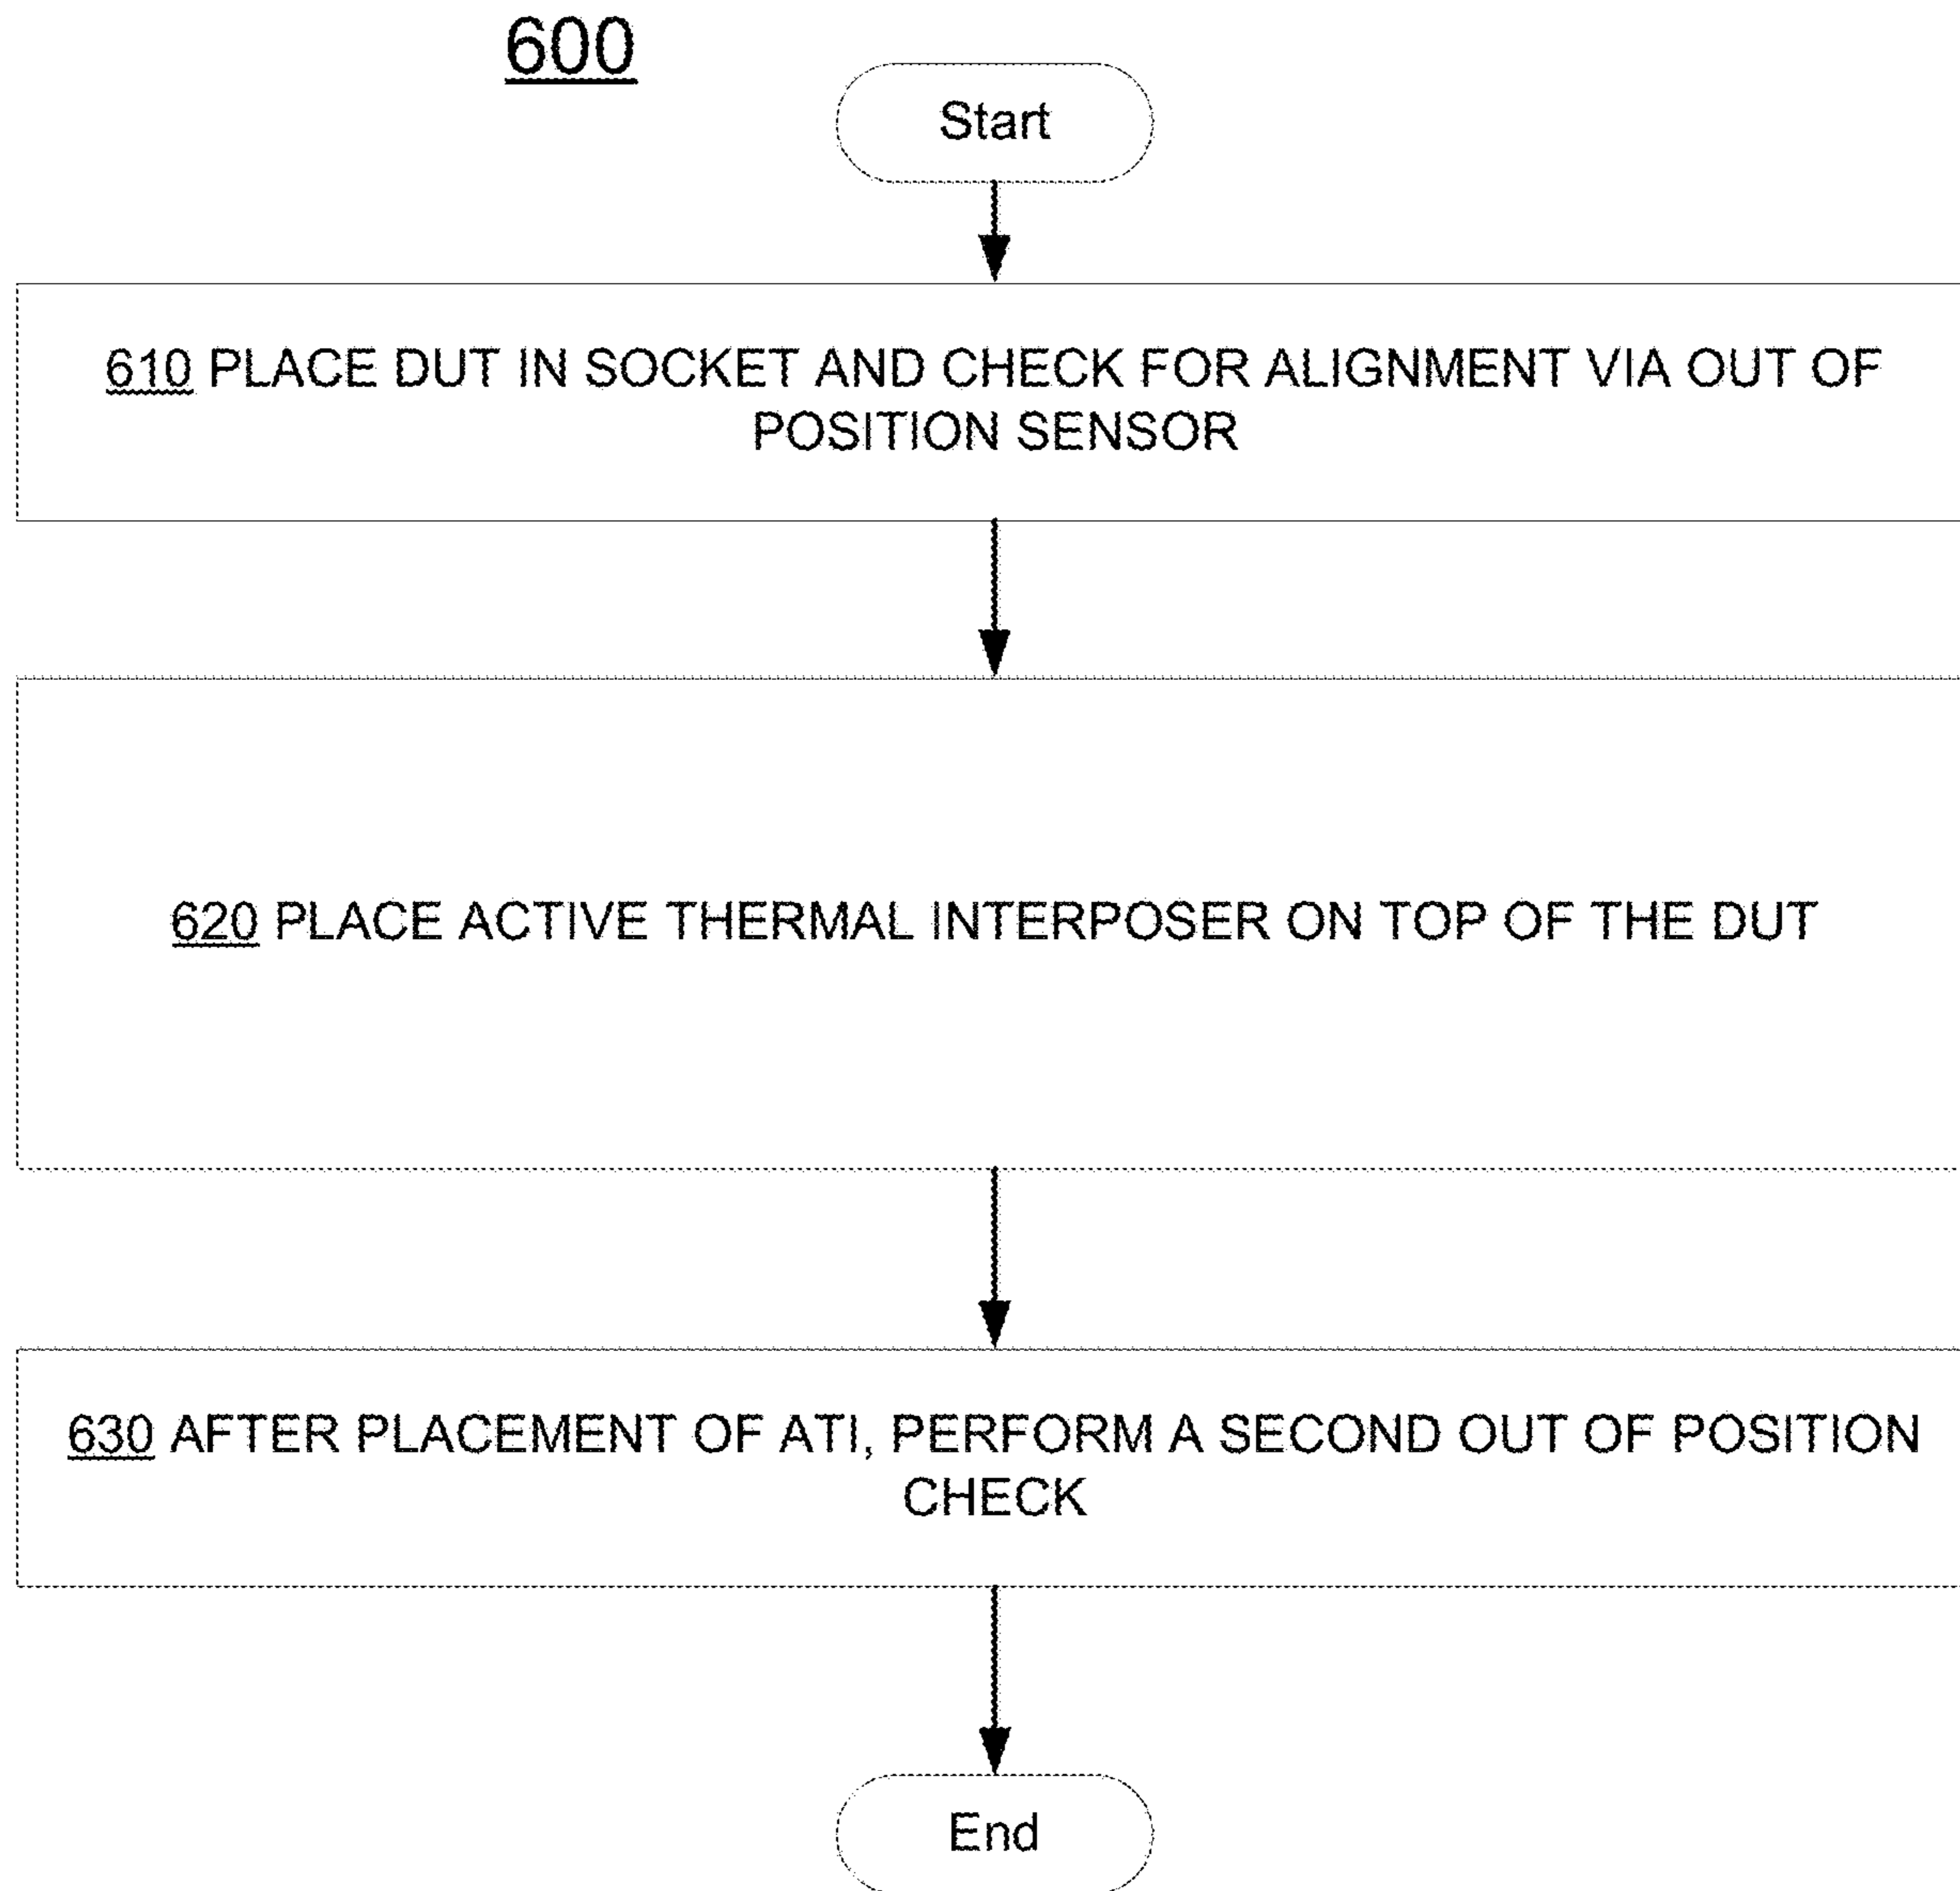 600
Start
610 PLACE DUT IN SOCKET AND CHECK FOR ALIGNMENT VIA OUT OF
POSITION SENSOR
620 PLACE ACTIVE THERMAL INTERPOSER ON TOP OF THE DUT
630 AFTER PLACEMENT OF ATI, PERFORM A SECOND OUT OF POSITION
CHECK
End